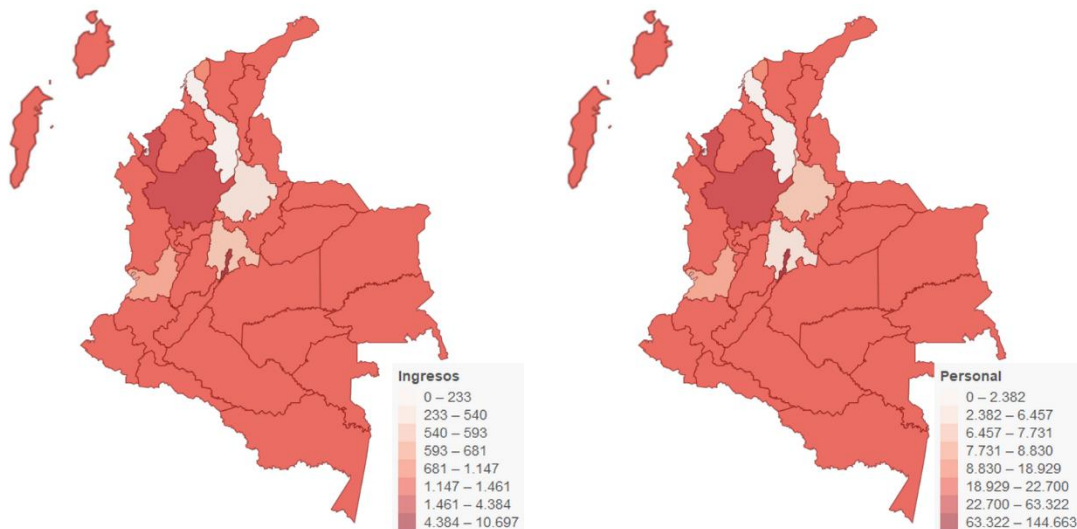 Ingresos
0 – 233
233 – 540
540 – 593
593 – 681
681 – 1.147
1.147 – 1.461
1.461 – 4.384
4.384 – 10.697
Personal
0 – 2.382
2.382 – 6.457
6.457 – 7.731
7.731 – 8.830
8.830 – 18.929
18.929 – 22.700
22.700 – 63.322
63.322 – 144.663